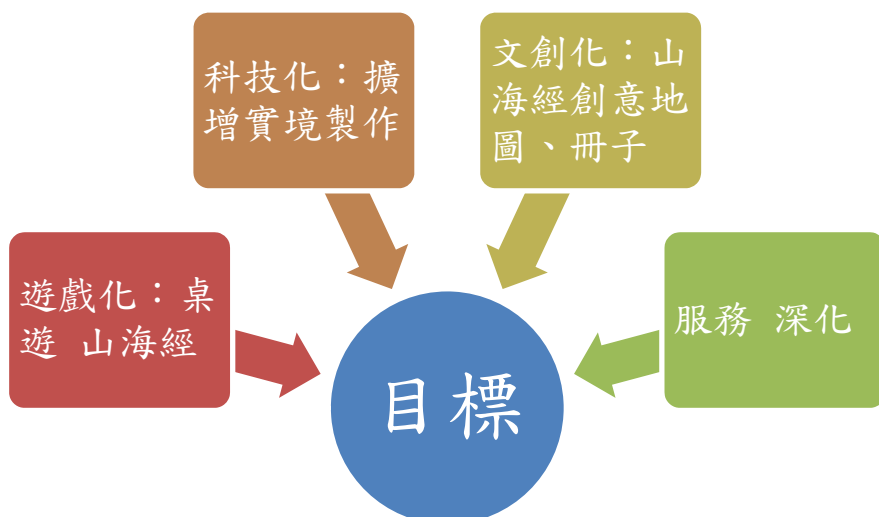 遊戲化：桌
遊 山海經
科技化：擴
增實境製作
文創化：山
海經創意地
圖、冊子
服務 深化
目標